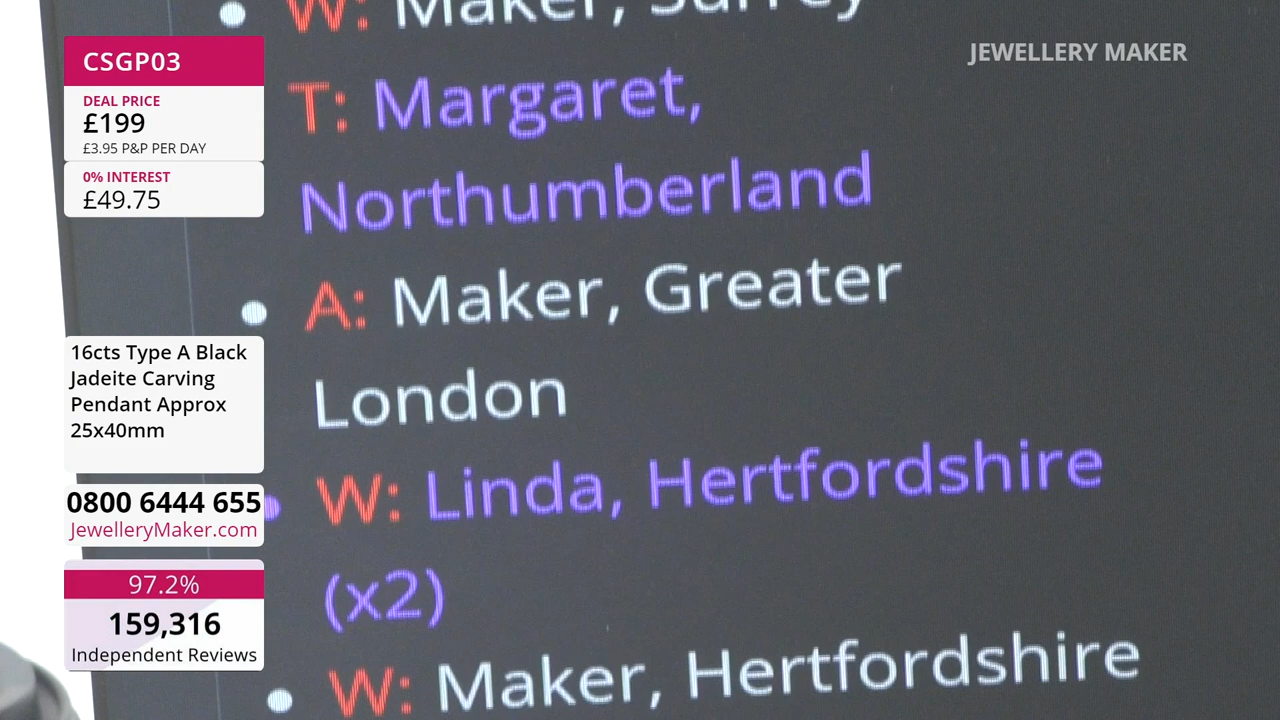 CSGP03
DEAL PRICE
£199
£3.95 P&P PER DAY
0% INTEREST
£49.75
16cts Type A Black
Jadeite Carving
Pendant Approx
25x40mm
0800 6444 655
JewelleryMaker.com
97.2%
159,316
Independent Reviews
JEWELLERY MAKER
W: Maker, Surrey
T: Margaret,
Northumberland
A: Maker, Greater
London
W: Linda, Hertfordshire
(x2)
W: Maker, Hertfordshire